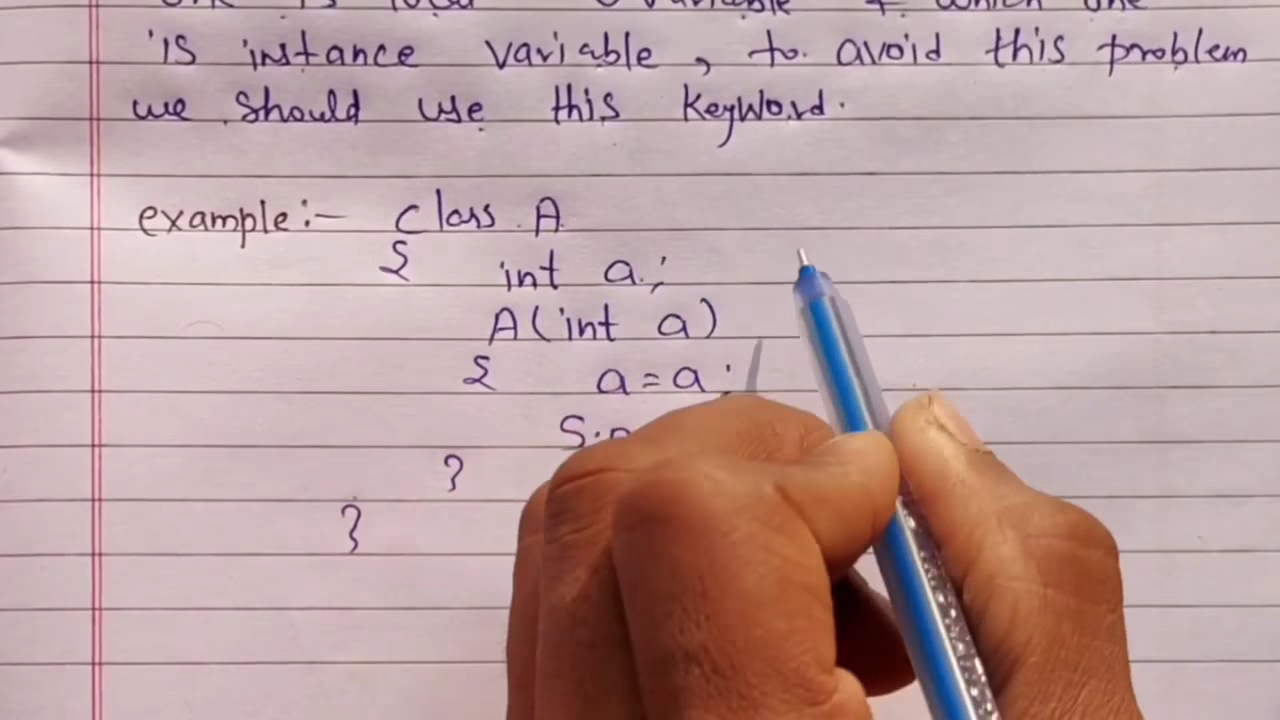 is instance variable, to avoid this problem
we should use this keyword.
example:- class A
{ int a;
A(int a)
{ a=a;
S.
}
}